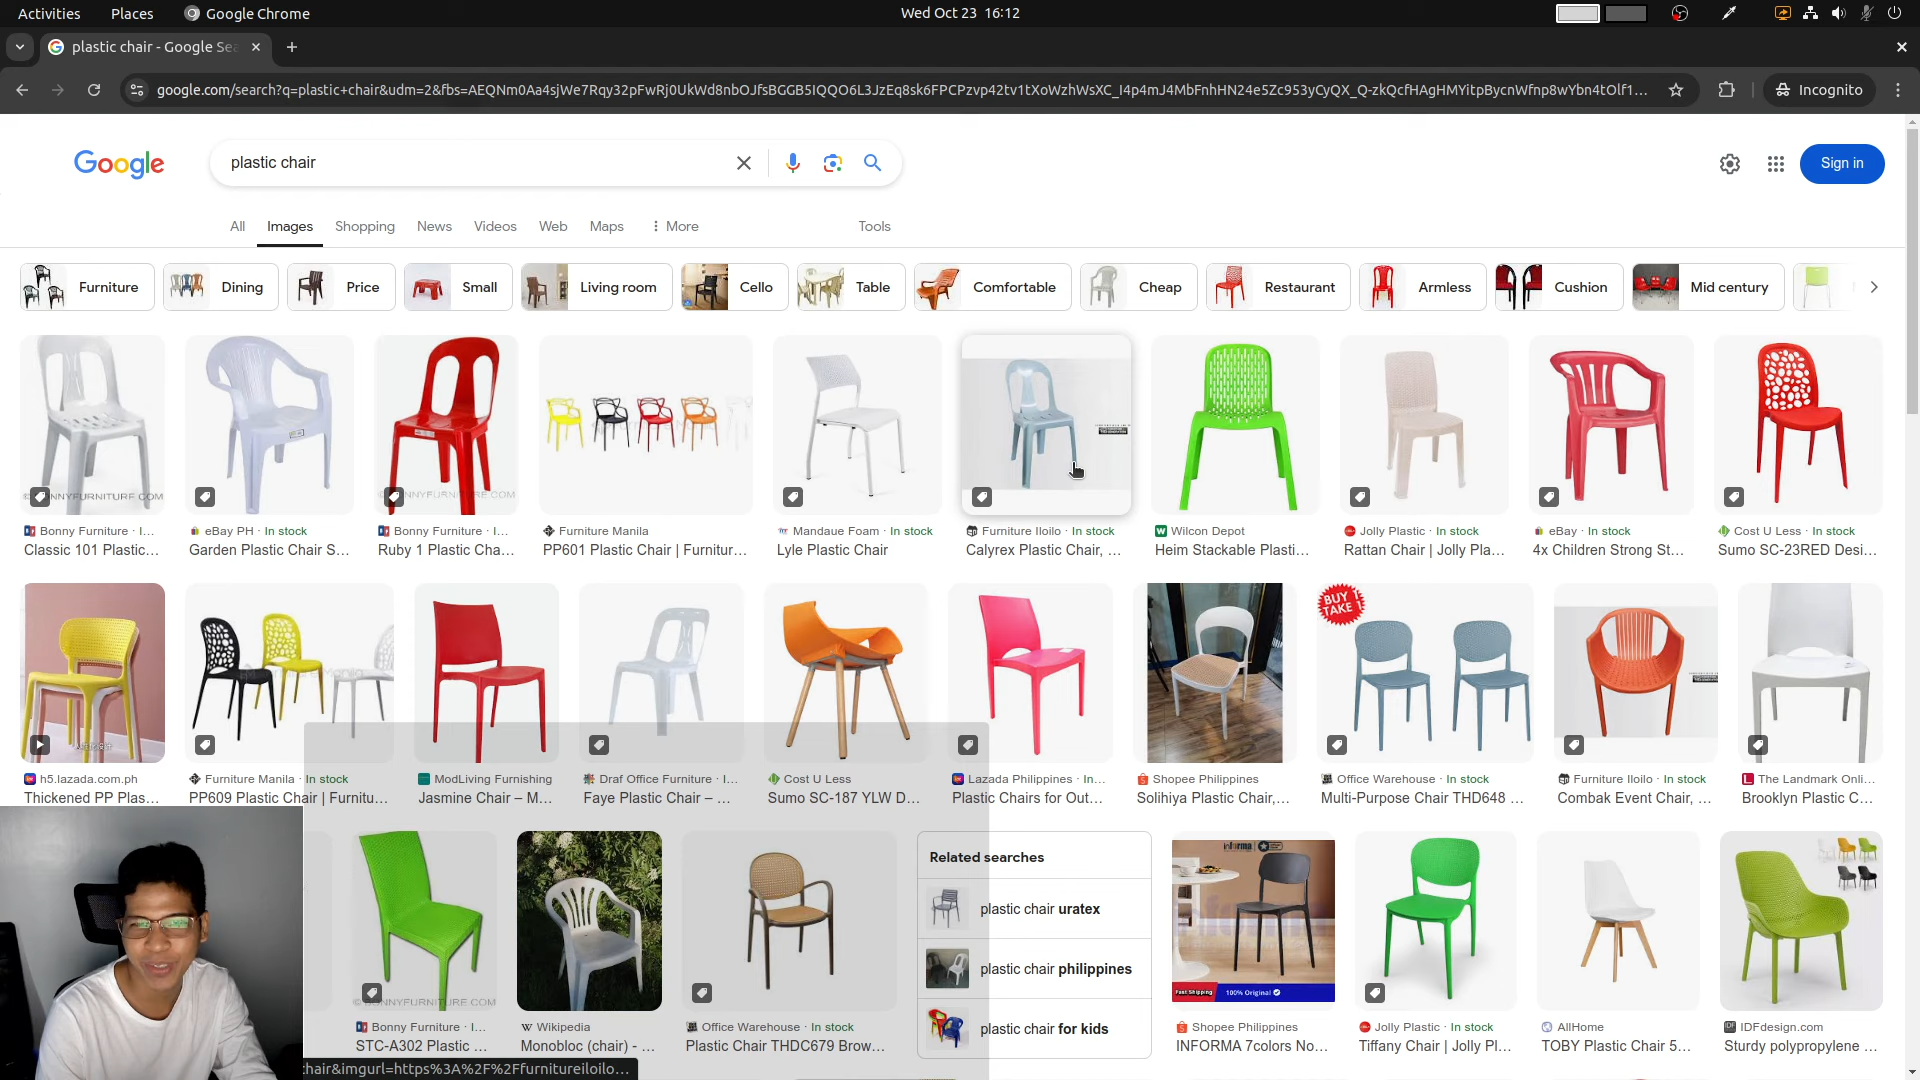 Activities Places Google Chrome Wed Oct 23 16:12
plastic chair - Google Sea
google.com/search?q=plastic+chair&udm=2&fbs=AEQNm0Aa4sjWe7Rqy32pFwRj0UkWd8nbOJfsBGGB5IQQO6L3JzEq8sk6FPCPzvp42tv1tXoWzhWsXC_I4p4mJ4MbFnhHN24e5Zc953yCyQX_Q-zkQcfHAgHMYitpBycnWfnp8wYbn4tOlf1... Incognito
Google plastic chair Sign in
All Images Shopping News Videos Web Maps More Tools
Furniture Dining Price Small Living room Cello Table Comfortable Cheap Restaurant Armless Cushion Mid century
Bonny Furniture · I... eBay PH · In stock Bonny Furniture · I... Furniture Manila Mandaue Foam · In stock Furniture Iloilo · In stock Wilcon Depot Jolly Plastic · In stock eBay · In stock Cost U Less · In stock
Classic 101 Plastic... Garden Plastic Chair S... Ruby 1 Plastic Cha... PP601 Plastic Chair | Furnitur... Lyle Plastic Chair Calyrex Plastic Chair, ... Heim Stackable Plasti... Rattan Chair | Jolly Pla... 4x Children Strong St... Sumo SC-23RED Desi...
BUY
TAKE
h5.lazada.com.ph Furniture Manila · In stock ModLiving Furnishing Draf Office Furniture · I... Cost U Less Lazada Philippines · In... Shopee Philippines Office Warehouse · In stock Furniture Iloilo · In stock The Landmark Onli...
Thickened PP Plas... PP609 Plastic Chair | Furnitu... Jasmine Chair – M... Faye Plastic Chair – ... Sumo SC-187 YLW D... Plastic Chairs for Out... Solihiya Plastic Chair,... Multi-Purpose Chair THD648 ... Combak Event Chair, ... Brooklyn Plastic C...
Related searches
plastic chair uratex
plastic chair philippines
plastic chair for kids
informa
Fast Shipping 100% Original
Bonny Furniture · I... Wikipedia Office Warehouse · In stock Shopee Philippines Jolly Plastic · In stock AllHome IDFdesign.com
STC-A302 Plastic ... Monobloc (chair) - ... Plastic Chair THDC679 Brow... INFORMA 7colors No... Tiffany Chair | Jolly Pl... TOBY Plastic Chair 5... Sturdy polypropylene ...
chair&imgurl=https%3A%2F%2Ffurnitureiloilo...